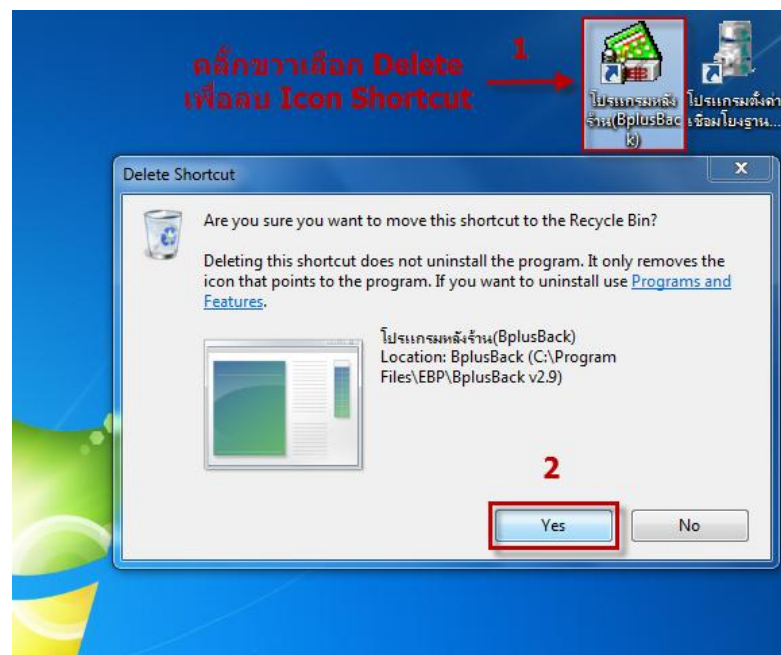 คลิ๊กขวาเลือก Delete
เพื่อลบ Icon Shortcut
1
โปรแกรมหลัง
ร้าน(BplusBac
k)
โปรแกรมตั้งค่า
เชื่อมโยงฐาน...
Delete Shortcut
x
Are you sure you want to move this shortcut to the Recycle Bin?
Deleting this shortcut does not uninstall the program. It only removes the
icon that points to the program. If you want to uninstall use Programs and
Features.
โปรแกรมหลังร้าน(BplusBack)
Location: BplusBack (C:\Program
Files\EBP\BplusBack v2.9)
2
Yes
No